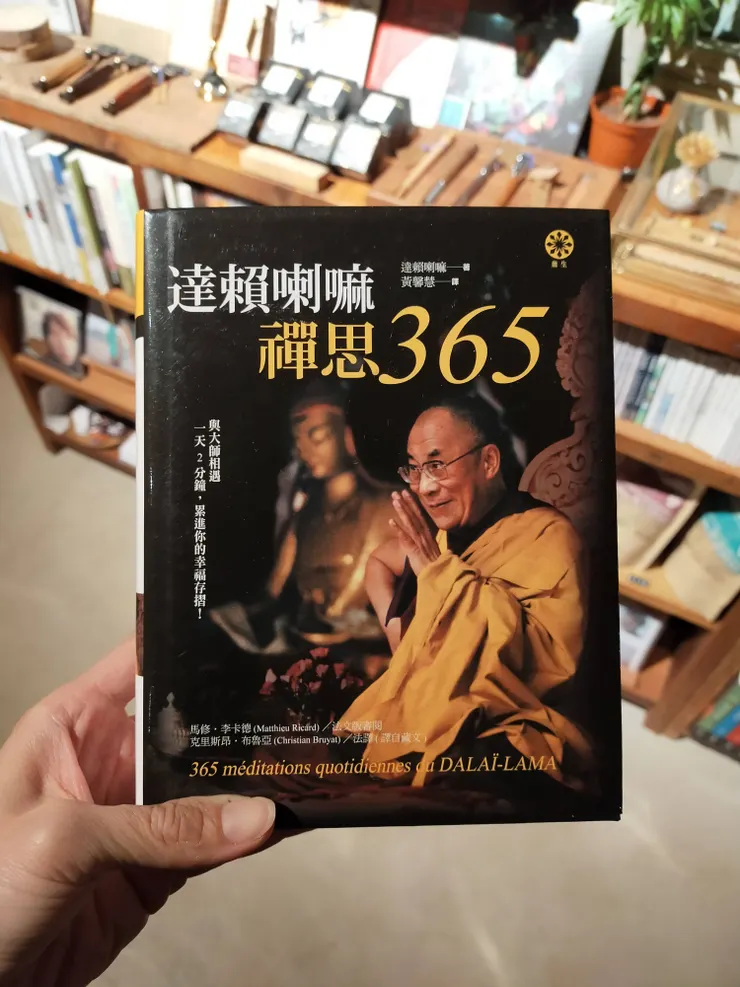 達賴喇嘛
禪思365
達賴喇嘛──著
黃馨慧──譯
與大師相遇
一天2分鐘，累進你的幸福存摺！
馬修・李卡德(Matthieu Ricard)／法文版審閱
克里斯昂・布魯亞(Christian Bruyat)／法譯(譯自藏文)
365 méditations quotidiennes du DALAÏ-LAMA